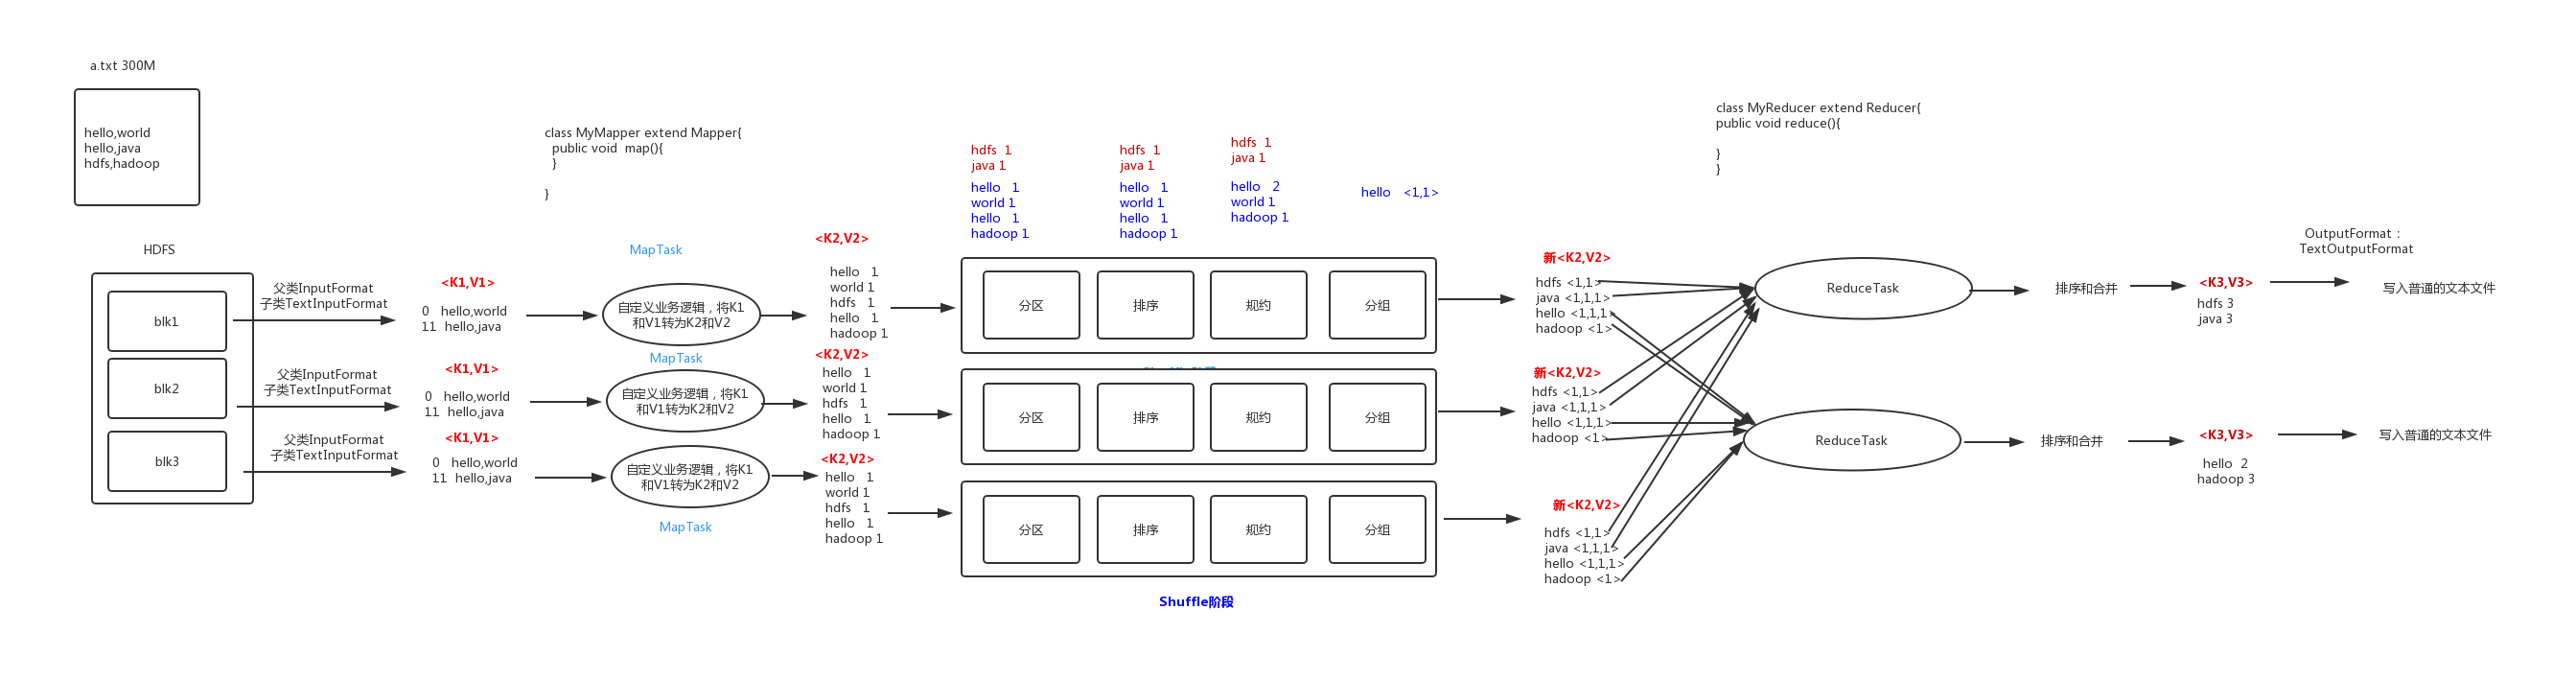 a.txt 300M
hello,world
hello,java
hdfs,hadoop
HDFS
blk1
blk2
blk3
父类InputFormat
子类TextInputFormat
父类InputFormat
子类TextInputFormat
父类InputFormat
子类TextInputFormat
<K1,V1>
0 hello,world
11 hello,java
<K1,V1>
0 hello,world
11 hello,java
<K1,V1>
0 hello,world
11 hello,java
class MyMapper extend Mapper{
public void map(){
}
}
MapTask
自定义业务逻辑，将K1
和V1转为K2和V2
MapTask
自定义业务逻辑，将K1
和V1转为K2和V2
自定义业务逻辑，将K1
和V1转为K2和V2
MapTask
<K2,V2>
hello 1
world 1
hdfs 1
hello 1
hadoop 1
<K2,V2>
hello 1
world 1
hdfs 1
hello 1
hadoop 1
<K2,V2>
hello 1
world 1
hdfs 1
hello 1
hadoop 1
hdfs 1
java 1
hello 1
world 1
hello 1
hadoop 1
hdfs 1
java 1
hello 1
world 1
hello 1
hadoop 1
hdfs 1
java 1
hello 2
world 1
hadoop 1
hello <1,1>
分区
排序
规约
分组
分区
排序
规约
分组
分区
排序
规约
分组
Shuffle阶段
新<K2,V2>
hdfs <1,1>
java <1,1,1>
hello <1,1,1>
hadoop <1>
新<K2,V2>
hdfs <1,1>
java <1,1,1>
hello <1,1,1>
hadoop <1>
新<K2,V2>
hdfs <1,1>
java <1,1,1>
hello <1,1,1>
hadoop <1>
class MyReducer extend Reducer{
public void reduce(){
}
}
ReduceTask
ReduceTask
排序和合并
排序和合并
<K3,V3>
hdfs 3
java 3
<K3,V3>
hello 2
hadoop 3
OutputFormat：
TextOutputFormat
写入普通的文本文件
写入普通的文本文件